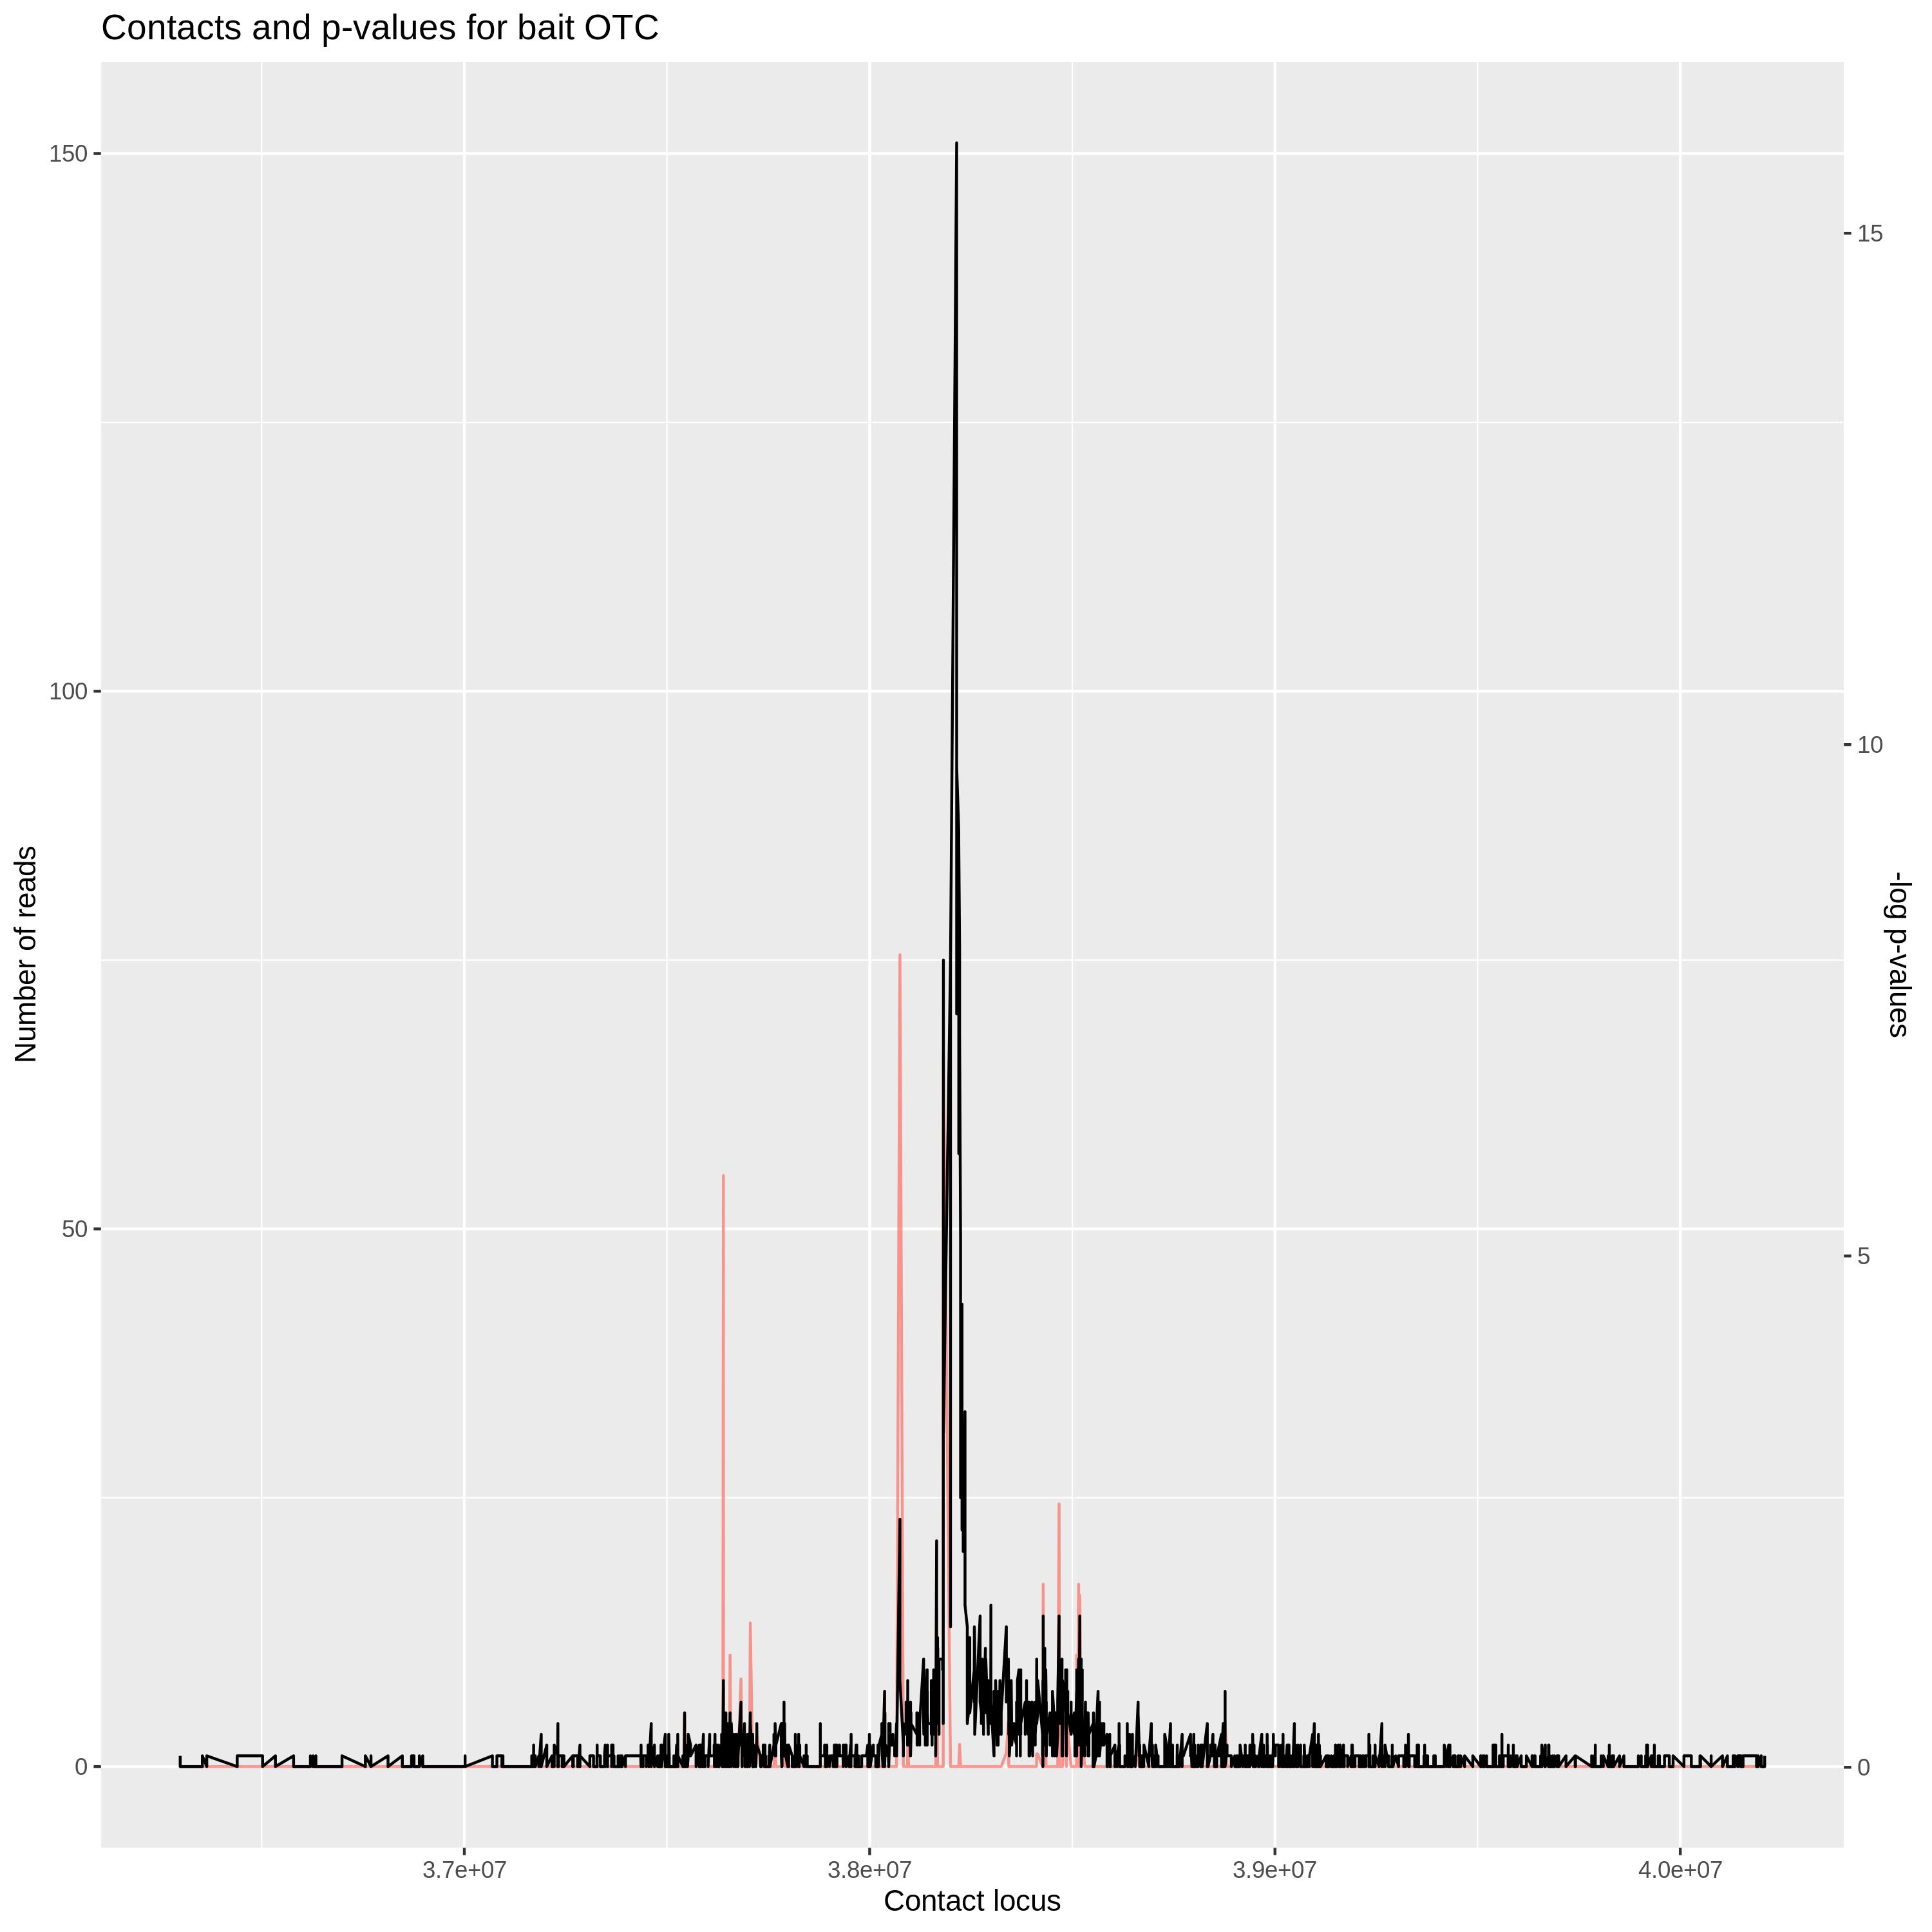 Contacts and p-values for bait OTC
150
100
50
0
Number of reads
15
10
5
0
-log p-values
3.7e+07
3.8e+07
3.9e+07
4.0e+07
Contact locus